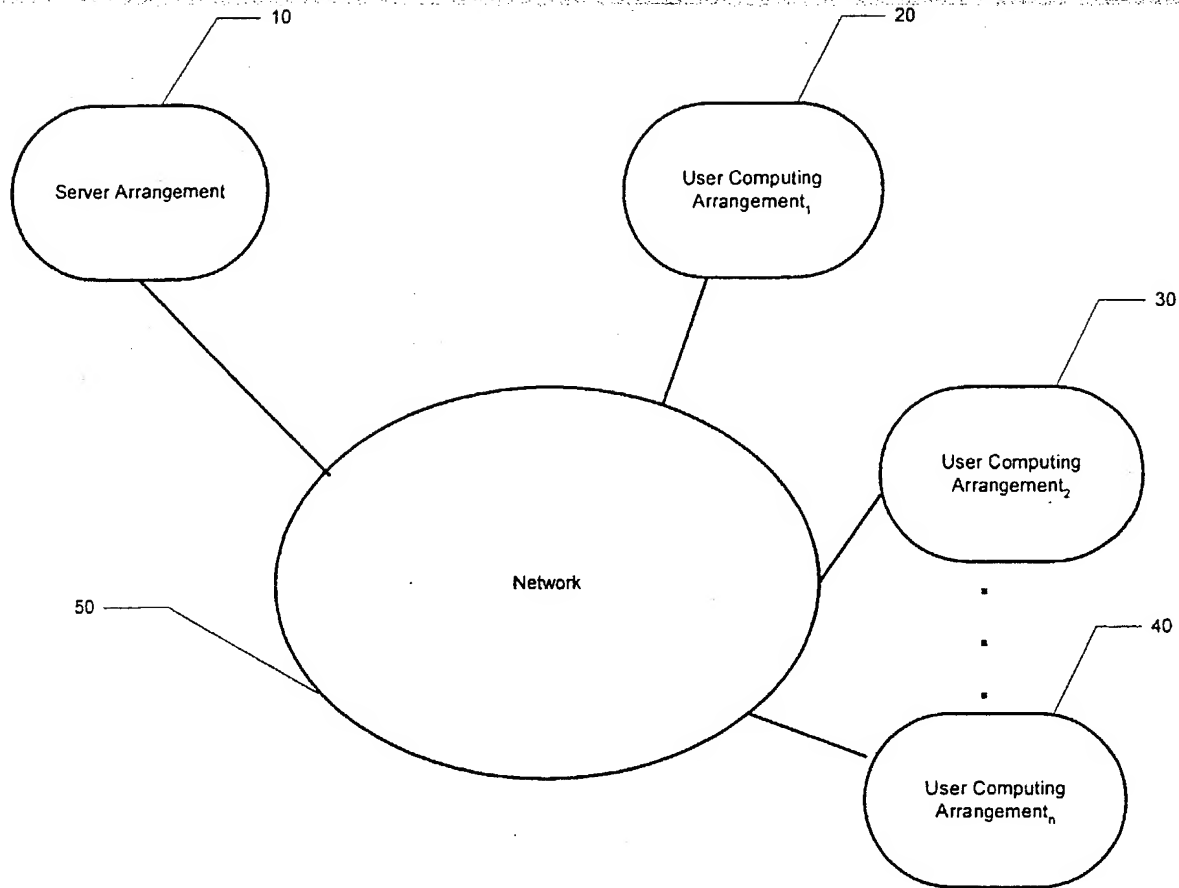 10
20
Server Arrangement
User Computing
Arrangement₁
30
User Computing
Arrangement₂
Network
50
40
User Computing
Arrangementₙ